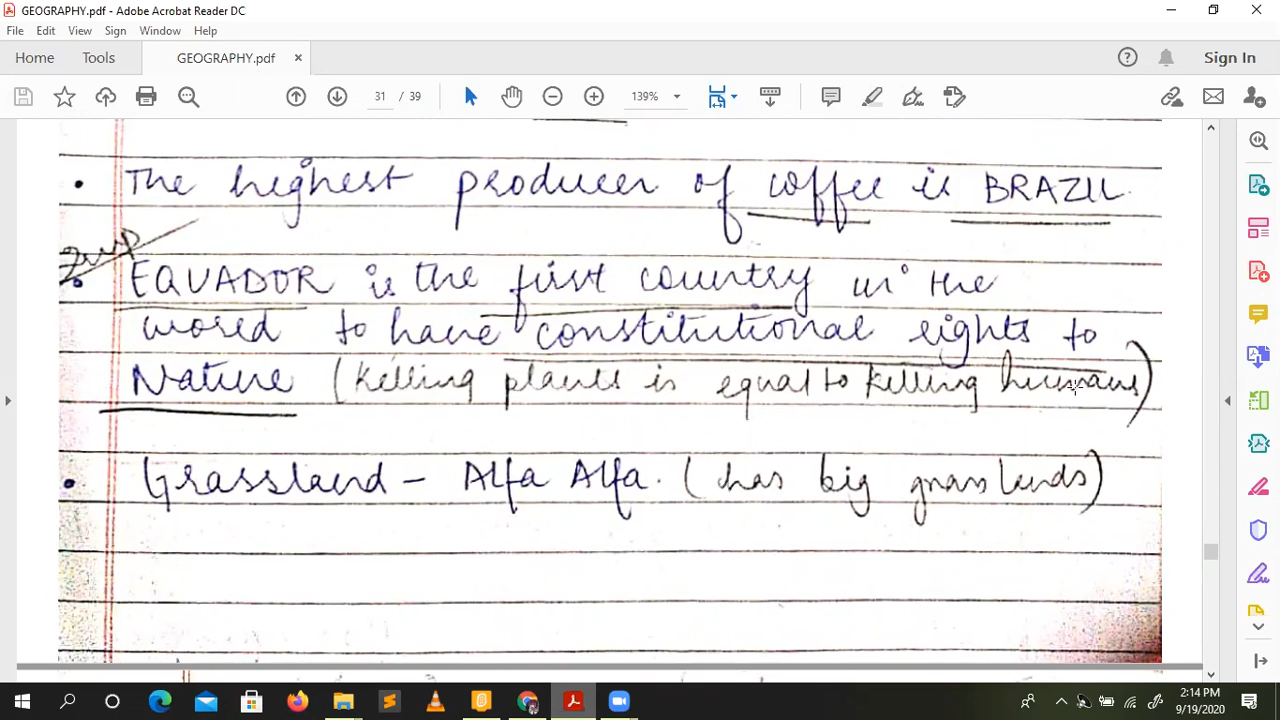 GEOGRAPHY.pdf - Adobe Acrobat Reader DC
File Edit View Sign Window Help
Home Tools GEOGRAPHY.pdf × Sign In
31 / 39 139%
• The highest producer of coffee is BRAZIL.
Imp
• EQUADOR is the first country in the
world to have constitutional rights to
Nature (killing plants is equal to killing humans)
• Grassland - Alfa Alfa. (has big grasslands)
2:14 PM
9/19/2020